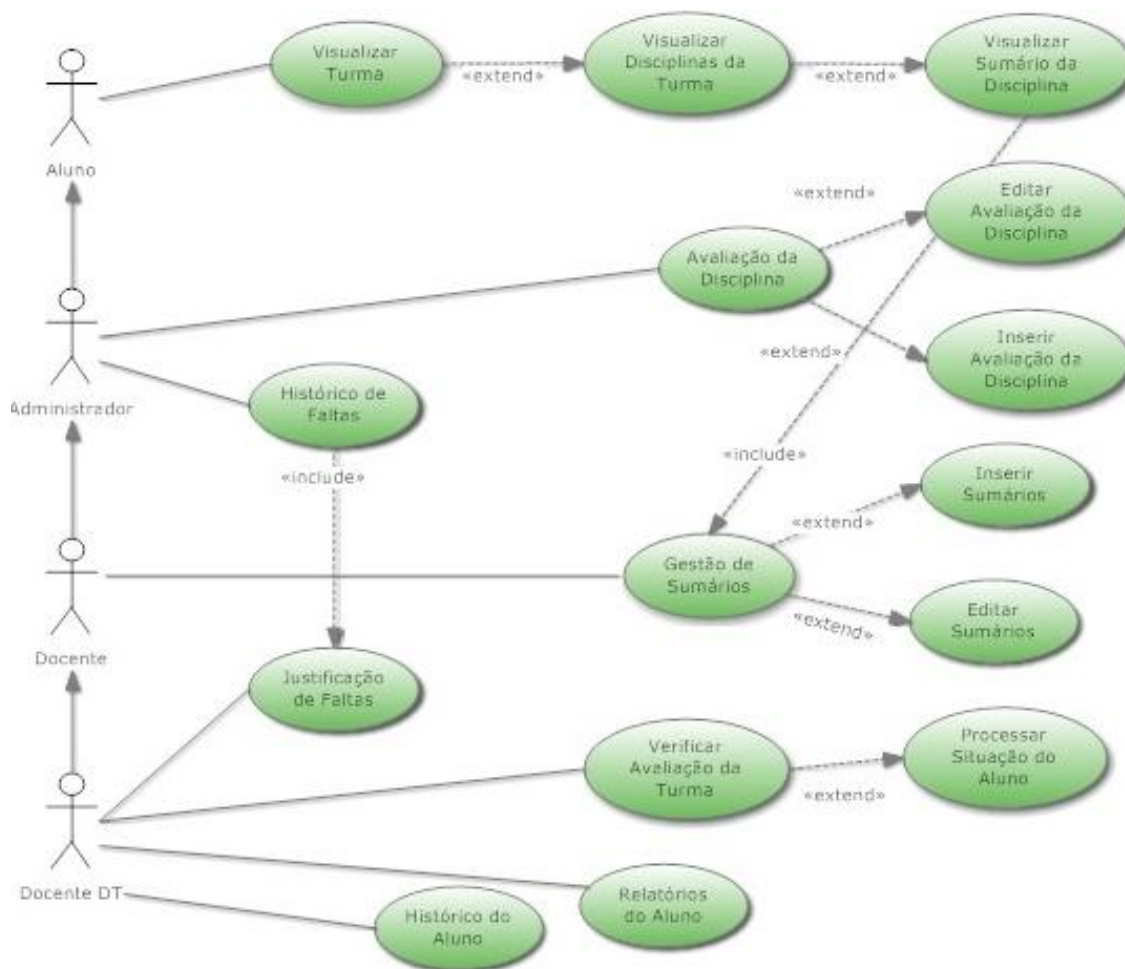 Visualizar
Turma
«extend»
Visualizar
Disciplinas da
Turma
«extend»
Visualizar
Sumário da
Disciplina
Aluno
«extend»
Editar
Avaliação da
Disciplina
Avaliação da
Disciplina
«extend»
Inserir
Avaliação da
Disciplina
Administrador
Histórico de
Faltas
«include»
«include»
Inserir
Sumários
«extend»
Gestão de
Sumários
Editar
Sumários
«extend»
Docente
Justificação
de Faltas
Verificar
Avaliação da
Turma
«extend»
Processar
Situação do
Aluno
Docente DT
Relatórios
do Aluno
Histórico do
Aluno